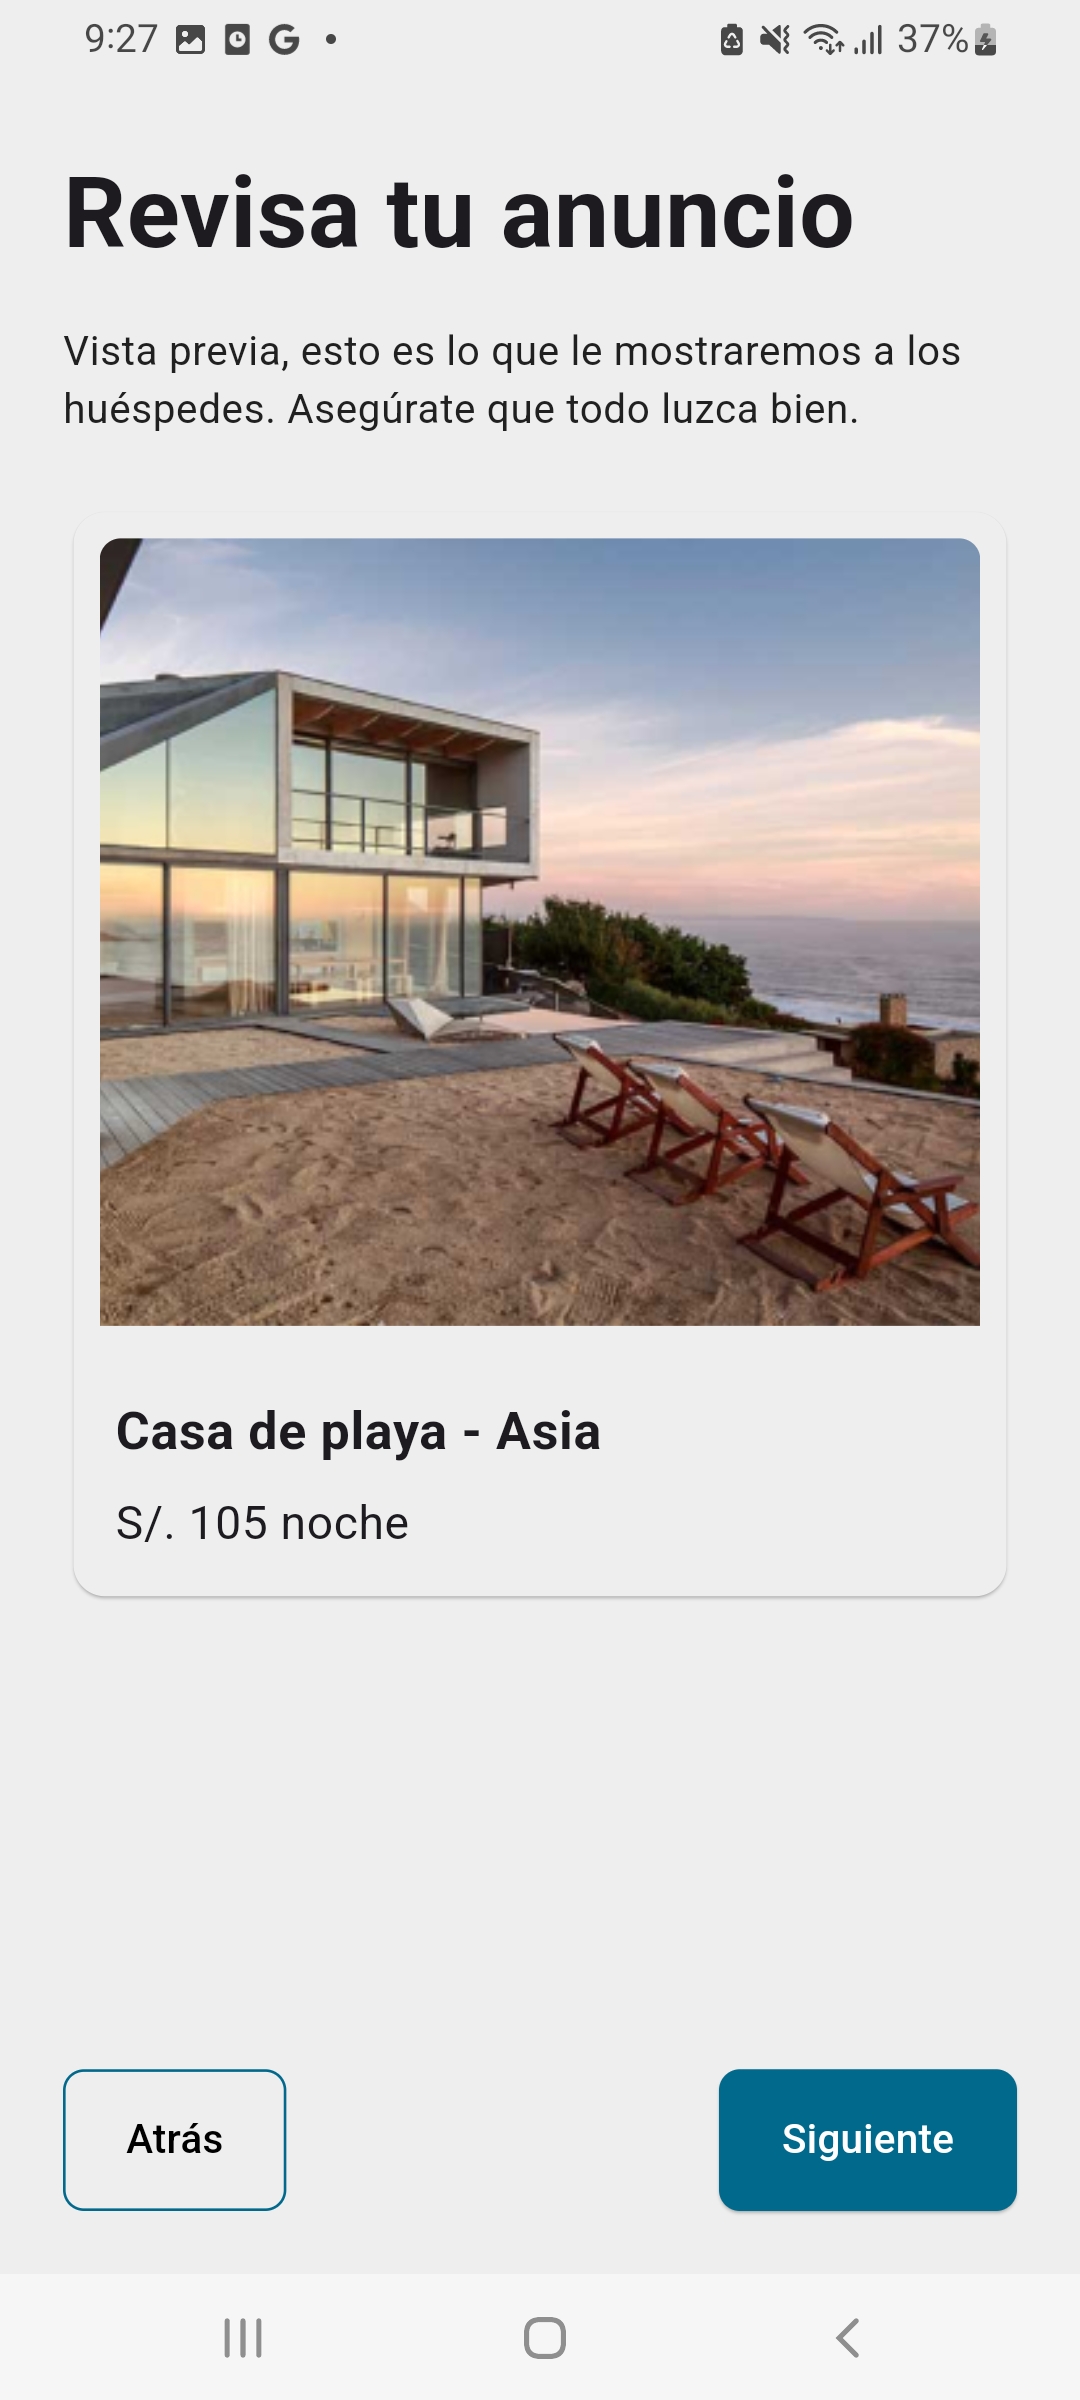 9:27
37%
Revisa tu anuncio
Vista previa, esto es lo que le mostraremos a los
huéspedes. Asegúrate que todo luzca bien.
Casa de playa - Asia
S/. 105 noche
Atrás
Siguiente